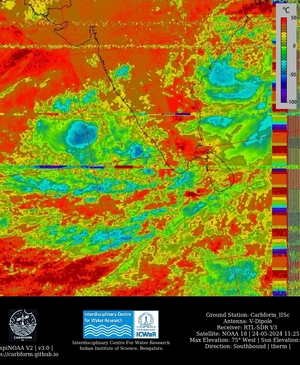 °C
50
0
-50
-100
CARBFORM
Interdisciplinary Centre
for Water Research
ICWaR
spiNOAA V2 | v3.0 |
s://carbform.github.io
Interdisciplinary Centre for Water Research
Indian Institute of Science, Bengaluru
Ground Station: Carbform_IISc
Antenna: V-Dipole
Receiver: RTL-SDR V3
Satellite: NOAA 18 | 24-05-2024 11:25
Max Elevation: 75° West | Sun Elevation:
Direction: Southbound | therm |